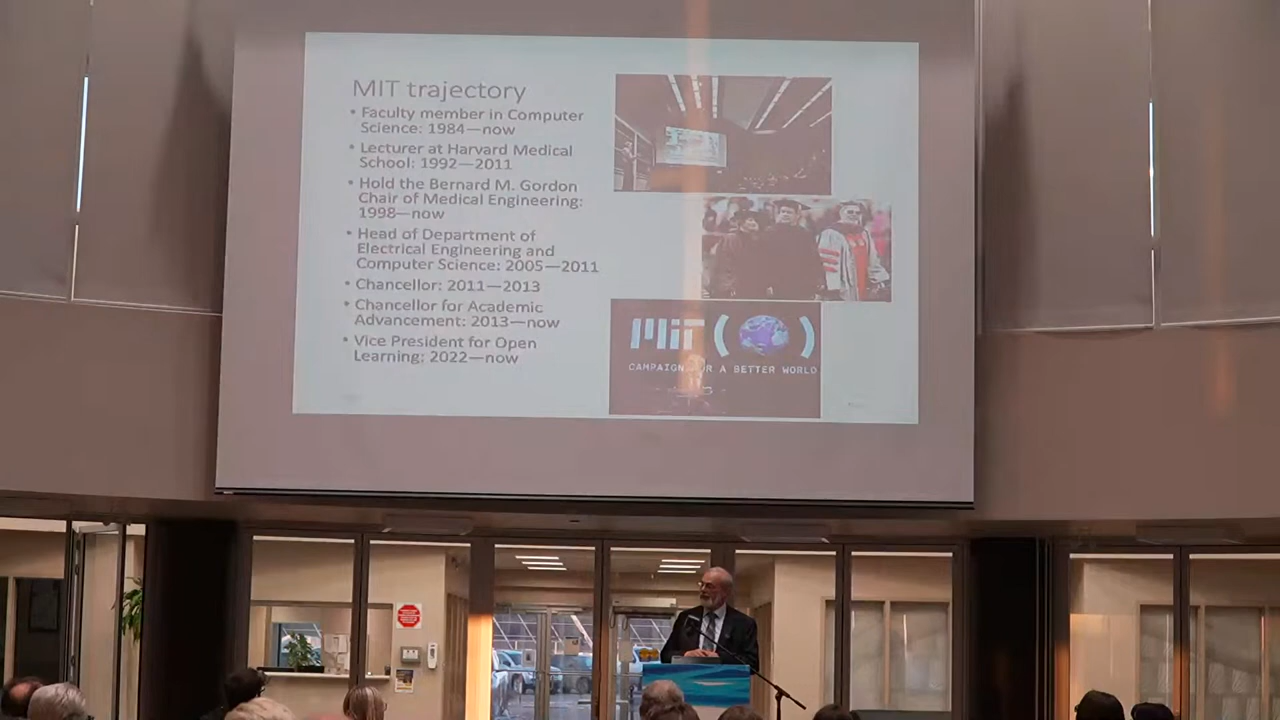 MIT trajectory
• Faculty member in Computer
Science: 1984—now
• Lecturer at Harvard Medical
School: 1992—2011
• Hold the Bernard M. Gordon
Chair of Medical Engineering:
1998—now
• Head of Department of
Electrical Engineering and
Computer Science: 2005—2011
• Chancellor: 2011—2013
• Chancellor for Academic
Advancement: 2013—now
• Vice President for Open
Learning: 2022—now
MIT
CAMPAIGN FOR A BETTER WORLD